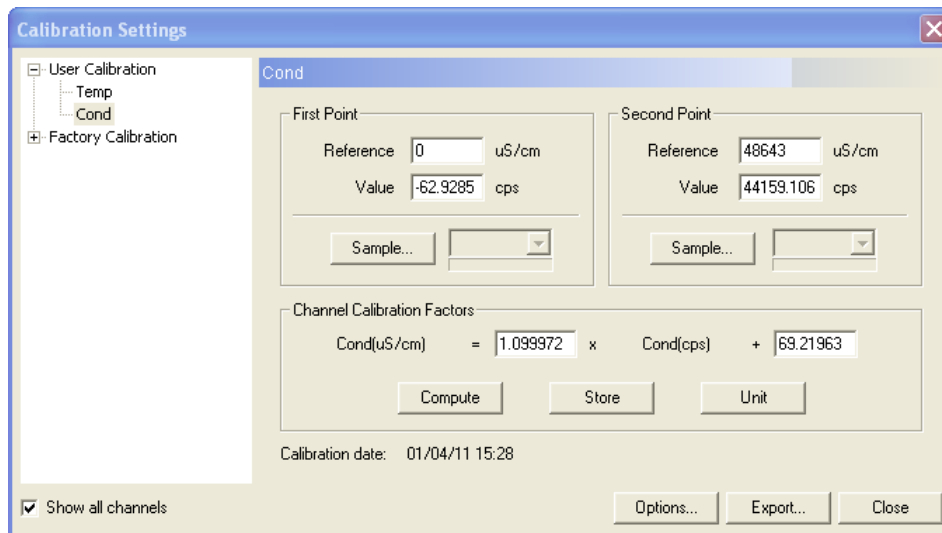 Calibration Settings
User Calibration
Temp
Cond
Factory Calibration
Cond
First Point
Reference 0 uS/cm
Value -62.9285 cps
Sample...
Second Point
Reference 48643 uS/cm
Value 44159.106 cps
Sample...
Channel Calibration Factors
Cond(uS/cm) = 1.099972 x Cond(cps) + 69.21963
Compute Store Unit
Calibration date: 01/04/11 15:28
Show all channels
Options... Export... Close